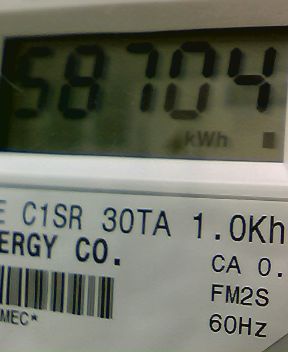 58704
kWh
E C1SR 30TA 1.0Kh
ERGY CO.
CA 0.
FM2S
MEC*
60Hz